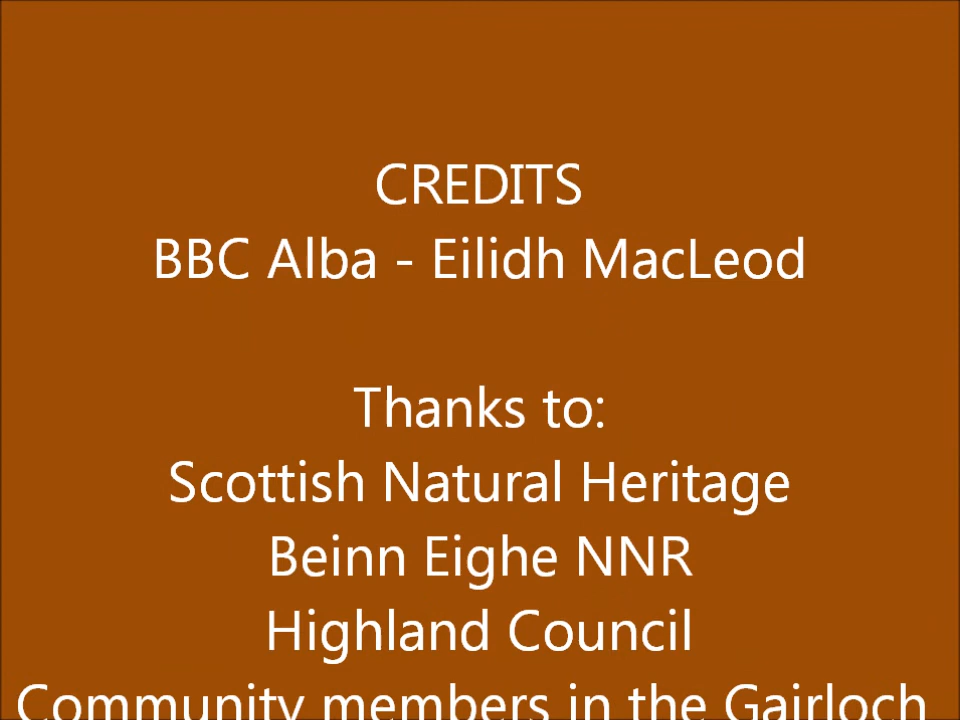 CREDITS
BBC Alba - Eilidh MacLeod
Thanks to:
Scottish Natural Heritage
Beinn Eighe NNR
Highland Council
Community members in the Gairloch